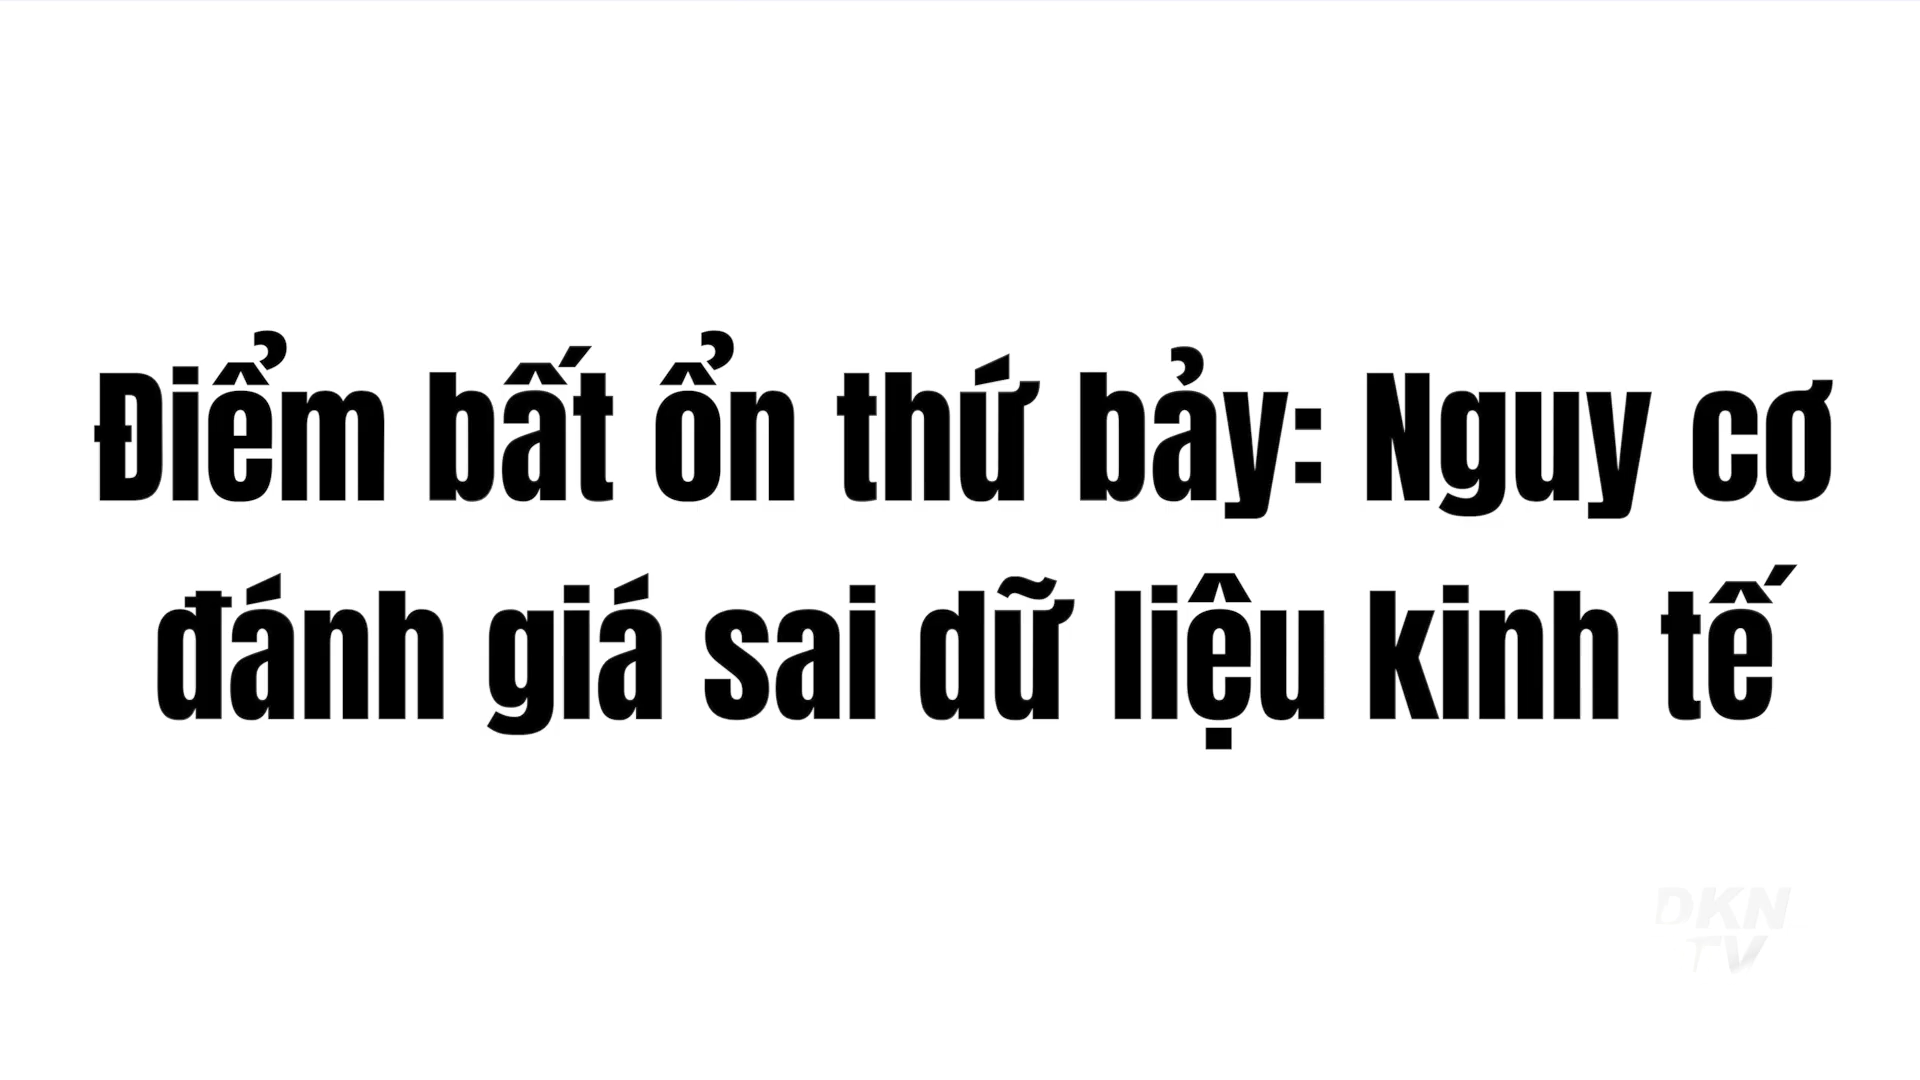 Điểm bất ổn thứ bảy: Nguy cơ
đánh giá sai dữ liệu kinh tế
DKN
TV